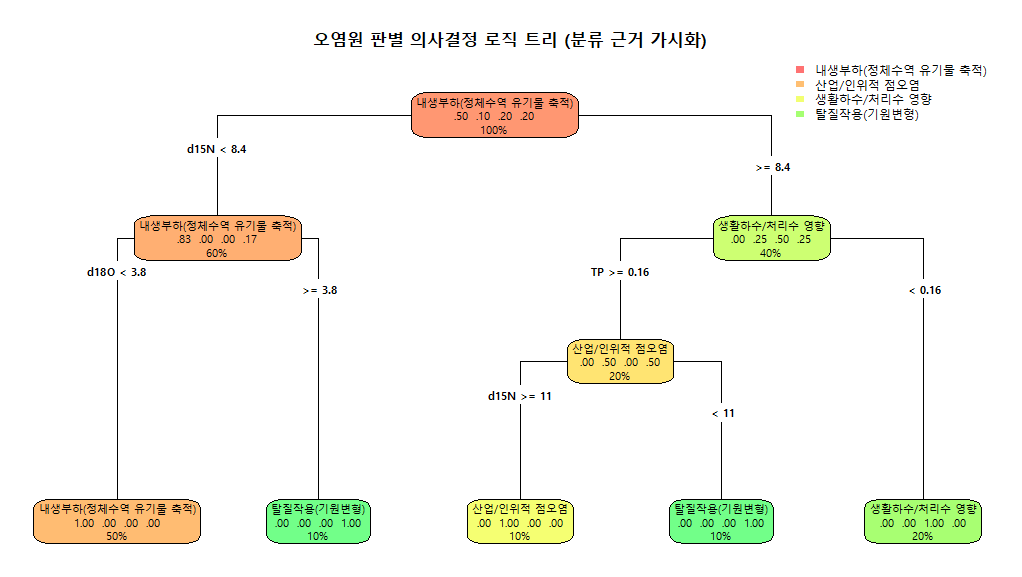 오염원 판별 의사결정 로직 트리 (분류 근거 가시화)
내생부하(정체수역 유기물 축적)
산업/인위적 점오염
생활하수/처리수 영향
탈질작용(기원변형)
내생부하(정체수역 유기물 축적)
.50 .10 .20 .20
100%
d15N < 8.4
>= 8.4
내생부하(정체수역 유기물 축적)
.83 .00 .00 .17
60%
생활하수/처리수 영향
.00 .25 .50 .25
40%
d18O < 3.8
>= 3.8
TP >= 0.16
< 0.16
산업/인위적 점오염
.00 .50 .00 .50
20%
d15N >= 11
< 11
내생부하(정체수역 유기물 축적)
1.00 .00 .00 .00
50%
탈질작용(기원변형)
.00 .00 .00 1.00
10%
산업/인위적 점오염
.00 1.00 .00 .00
10%
탈질작용(기원변형)
.00 .00 .00 1.00
10%
생활하수/처리수 영향
.00 .00 1.00 .00
20%